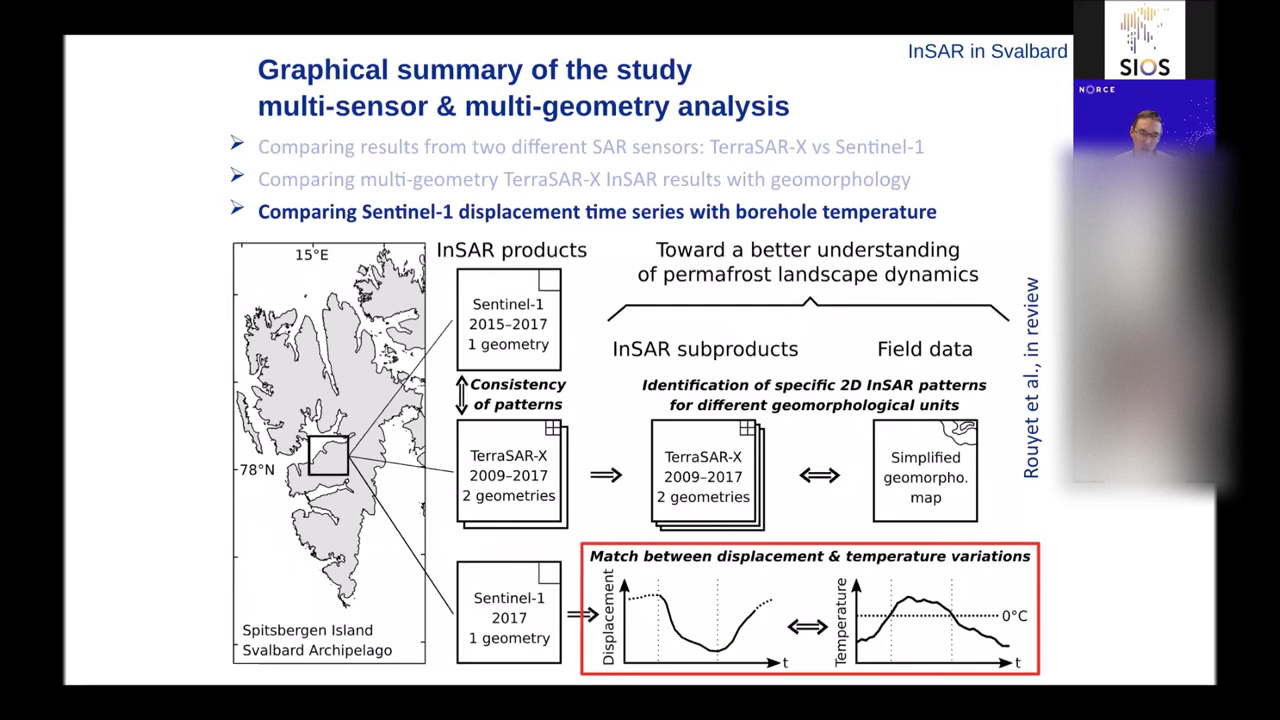 InSAR in Svalbard
SIOS
NORCE
Graphical summary of the study
multi-sensor & multi-geometry analysis
Comparing results from two different SAR sensors: TerraSAR-X vs Sentinel-1
Comparing multi-geometry TerraSAR-X InSAR results with geomorphology
Comparing Sentinel-1 displacement time series with borehole temperature
15°E
78°N
Spitsbergen Island
Svalbard Archipelago
InSAR products
Sentinel-1
2015–2017
1 geometry
Consistency
of patterns
TerraSAR-X
2009–2017
2 geometries
Sentinel-1
2017
1 geometry
Toward a better understanding
of permafrost landscape dynamics
InSAR subproducts
Field data
Identification of specific 2D InSAR patterns
for different geomorphological units
TerraSAR-X
2009–2017
2 geometries
Simplified
geomorpho.
map
Match between displacement & temperature variations
Displacement
t
Temperature
0°C
t
Rouyet et al., in review